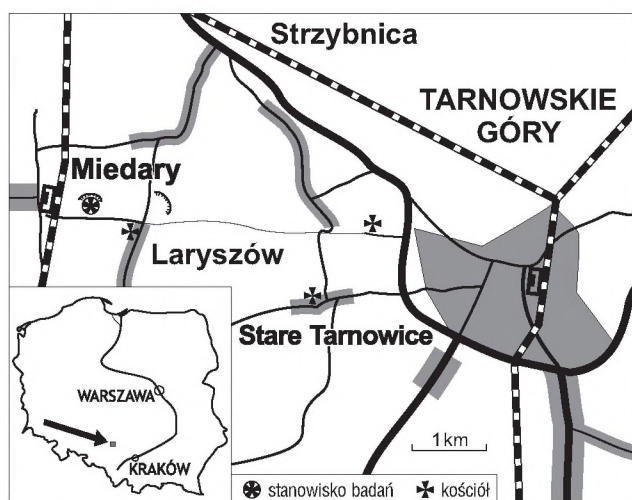 Strzybnica
TARNOWSKIE
GÓRY
Miedary
Laryszów
Stare Tarnowice
WARSZAWA
KRAKÓW
1 km
stanowisko badań
kościół